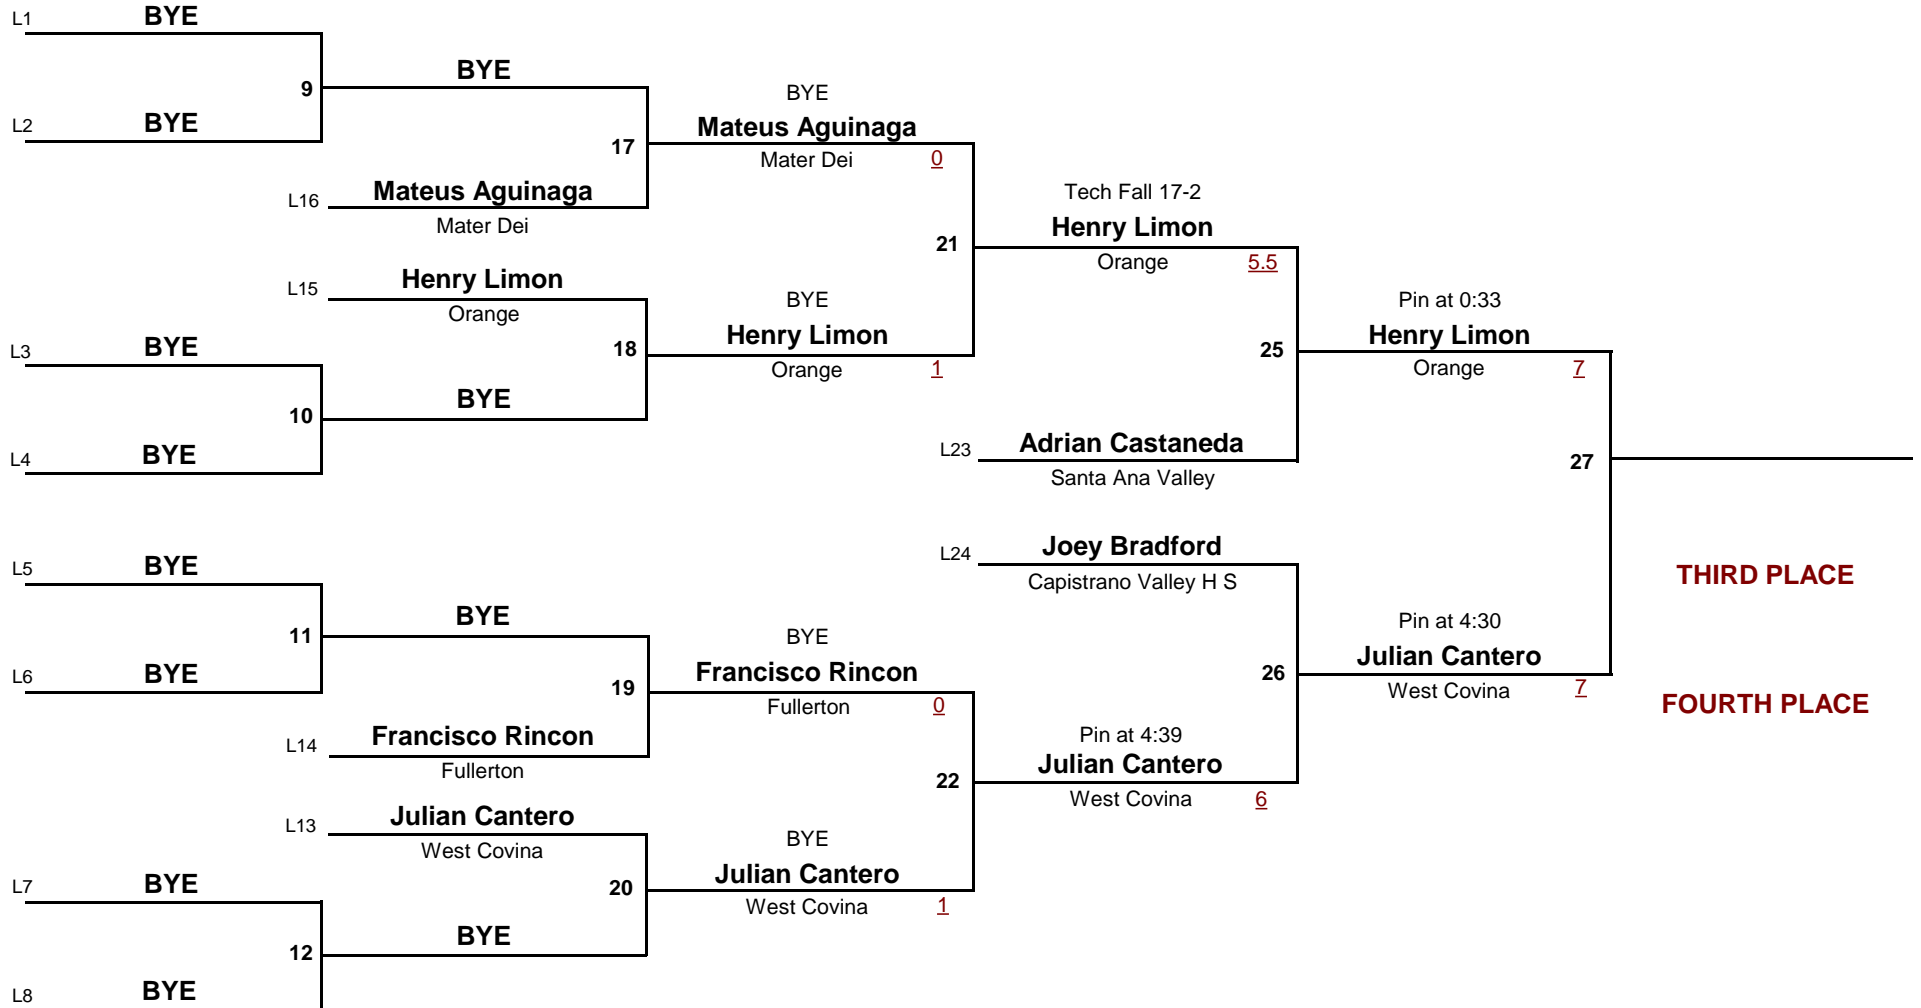 L1 BYE
9
L2 BYE
BYE
17
L16 Mateus Aguinaga
Mater Dei
BYE
Mateus Aguinaga
Mater Dei 0
L15 Henry Limon
Orange
18
L3 BYE
10
L4 BYE
BYE
BYE
Henry Limon
Orange 1
21
Tech Fall 17-2
Henry Limon
Orange 5.5
25
L23 Adrian Castaneda
Santa Ana Valley
Pin at 0:33
Henry Limon
Orange 7
27
L5 BYE
11
L6 BYE
BYE
19
L14 Francisco Rincon
Fullerton
BYE
Francisco Rincon
Fullerton 0
L13 Julian Cantero
West Covina
20
L7 BYE
12
L8 BYE
BYE
BYE
Julian Cantero
West Covina 1
22
L24 Joey Bradford
Capistrano Valley H S
26
Pin at 4:39
Julian Cantero
West Covina 6
Pin at 4:30
Julian Cantero
West Covina 7
THIRD PLACE
FOURTH PLACE